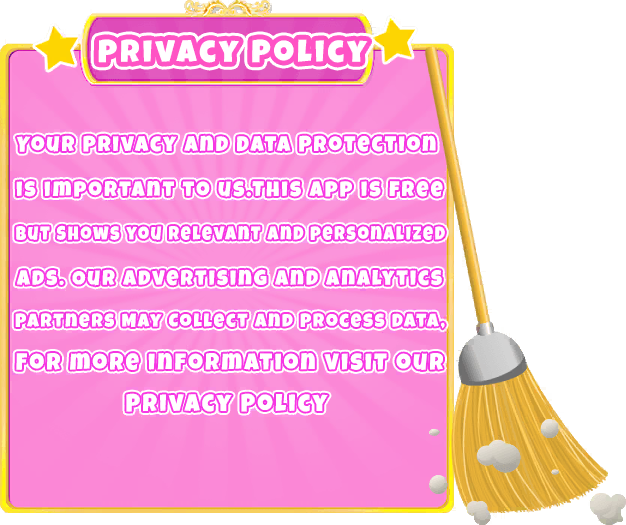 PRIVACY POLICY
YOUR PRIVACY AND DATA PROTECTION
IS IMPORTANT TO US.THIS APP IS FREE
BUT SHOWS YOU RELEVANT AND PERSONALIZED
ADS. OUR ADVERTISING AND ANALYTICS
PARTNERS MAY COLLECT AND PROCESS DATA,
FOR MORE INFORMATION VISIT OUR
PRIVACY POLICY